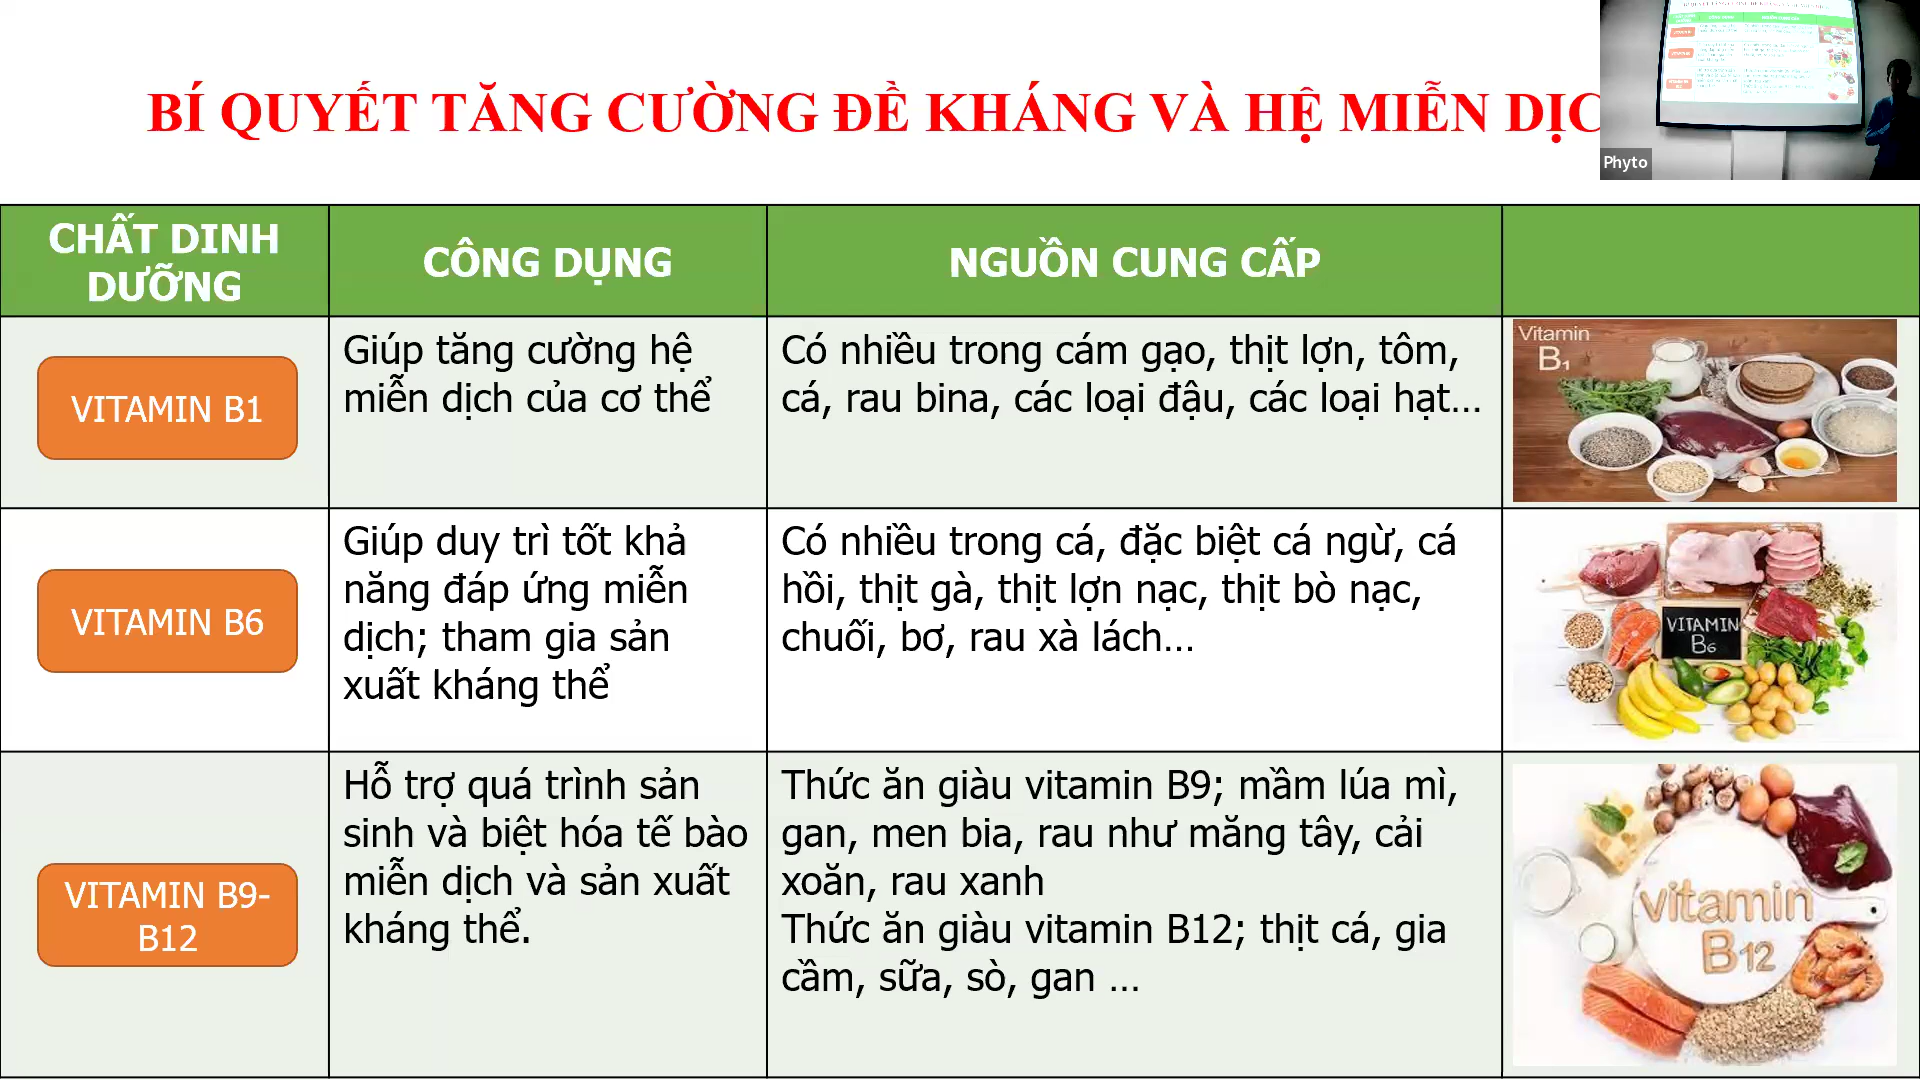 BÍ QUYẾT TĂNG CƯỜNG ĐỀ KHÁNG VÀ HỆ MIỄN DỊC
Phyto
CHẤT DINH
DƯỠNG
CÔNG DỤNG
NGUỒN CUNG CẤP
VITAMIN B1
Giúp tăng cường hệ
miễn dịch của cơ thể
Có nhiều trong cám gạo, thịt lợn, tôm,
cá, rau bina, các loại đậu, các loại hạt...
Vitamin
B1
VITAMIN B6
Giúp duy trì tốt khả
năng đáp ứng miễn
dịch; tham gia sản
xuất kháng thể
Có nhiều trong cá, đặc biệt cá ngừ, cá
hồi, thịt gà, thịt lợn nạc, thịt bò nạc,
chuối, bơ, rau xà lách...
VITAMIN
B6
VITAMIN B9-
B12
Hỗ trợ quá trình sản
sinh và biệt hóa tế bào
miễn dịch và sản xuất
kháng thể.
Thức ăn giàu vitamin B9; mầm lúa mì,
gan, men bia, rau như măng tây, cải
xoăn, rau xanh
Thức ăn giàu vitamin B12; thịt cá, gia
cầm, sữa, sò, gan ...
vitamin
B12